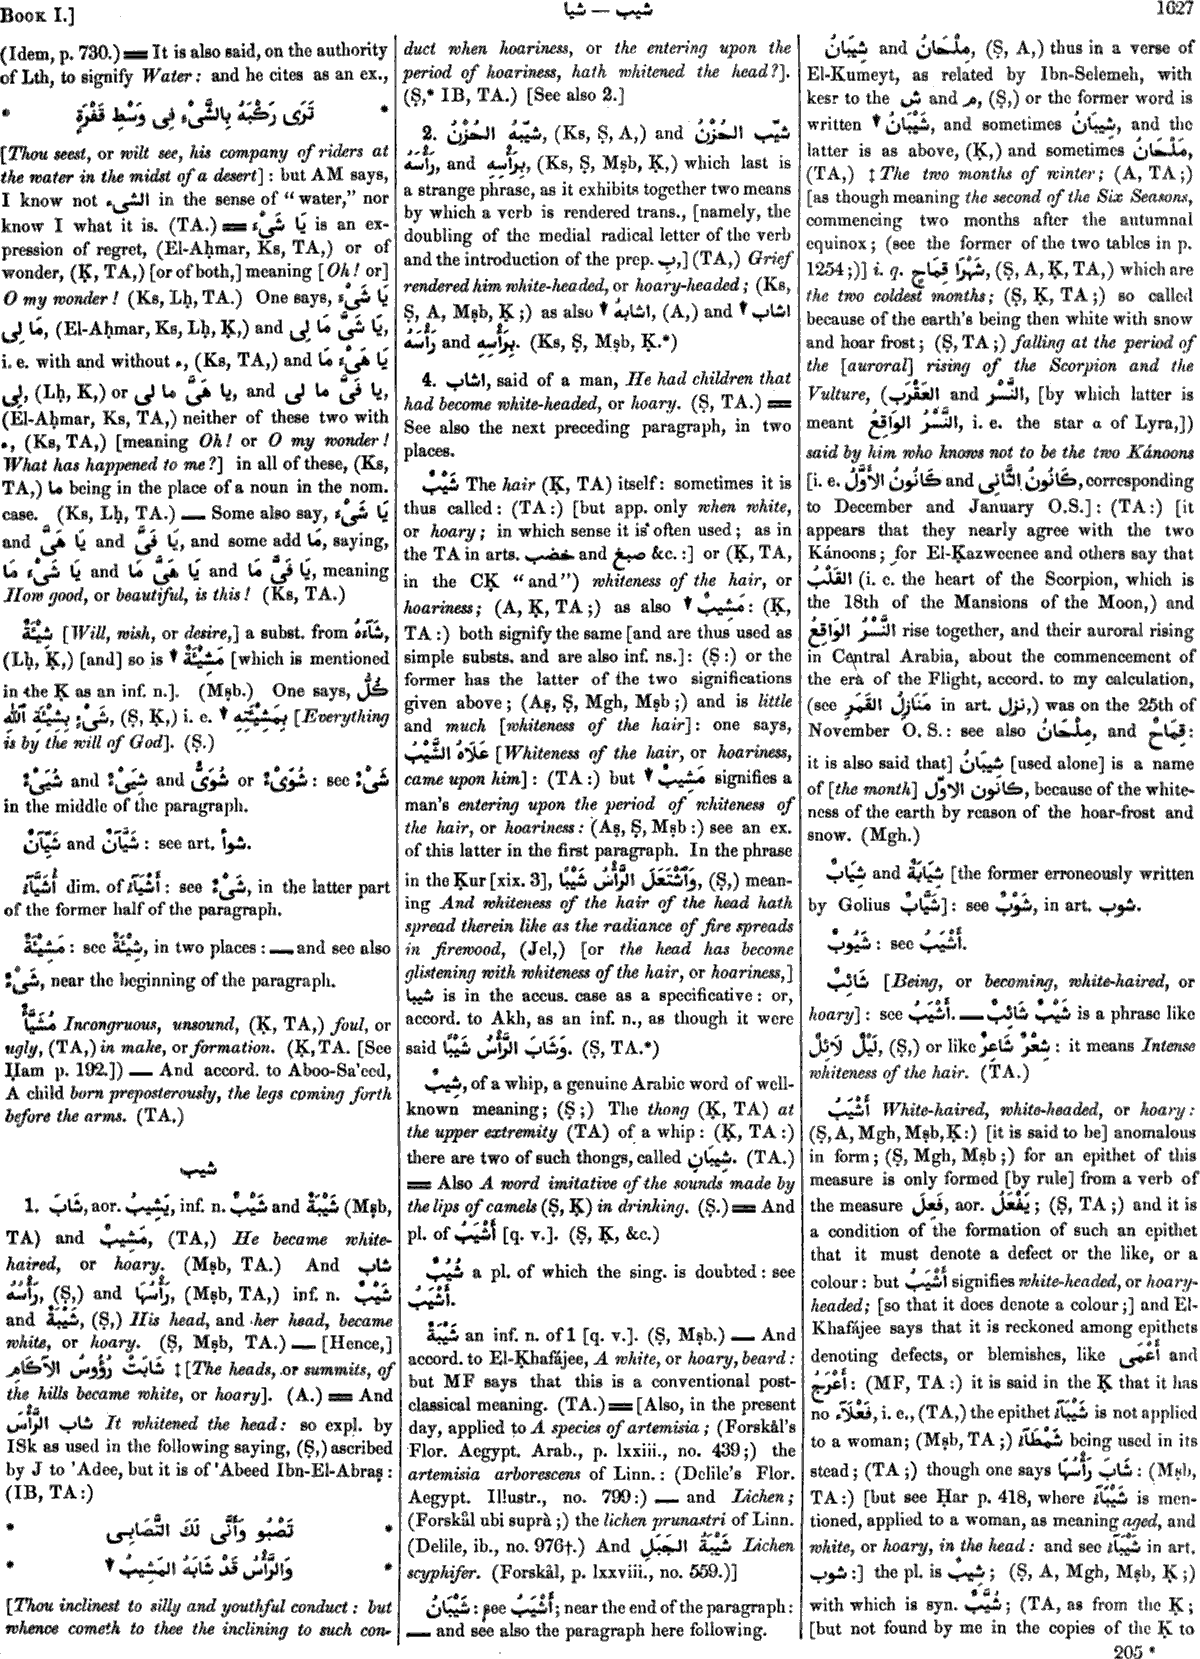 Book I.]
شيب — شيأ
1627
(Idem, p. 730.) ═ It is also said, on the authority
of Lth, to signify Water: and he cites as an ex.,
* تَرَى رَكْبَهُ بِالشَّىْءِ فِى وَسْطِ قَفْرَةٍ *
[Thou seest, or wilt see, his company of riders at
the water in the midst of a desert]: but AM says,
I know not الشىء in the sense of “water,” nor
know I what it is. (TA.) ═ يَا شَىْءَ is an ex-
pression of regret, (El-Aḥmar, Ks, TA,) or of
wonder, (Ḳ, TA,) [or of both,] meaning [Oh! or]
O my wonder! (Ks, Lḥ, TA.) One says, يَا شَىْءَ
مَا لِى, (El-Aḥmar, Ks, Lḥ, Ḳ,) and يَا شَىَّ مَا لِى,
i. e. with and without ء, (Ks, TA,) and يَا هَىْءَ مَا
لِى, (Lḥ, K,) or يا هَىَّ ما لى, and يا فَىَّ ما لى,
(El-Aḥmar, Ks, TA,) neither of these two with
ء, (Ks, TA,) [meaning Oh! or O my wonder!
What has happened to me?] in all of these, (Ks,
TA,) ما being in the place of a noun in the nom.
case. (Ks, Lḥ, TA.) — Some also say, يَا شَىْءَ
and يَا هَىَّ and يَا فَىَّ, and some add مَا, saying,
يَا شَىْءَ مَا and يَا هَىَّ مَا and يَا فَىَّ مَا, meaning
How good, or beautiful, is this! (Ks, TA.)
شِيْئَةٌ [Will, wish, or desire,] a subst. from شَآءَهُ,
(Lḥ, Ḳ,) [and] so is ▼ مَشِيْئَةٌ [which is mentioned
in the Ḳ as an inf. n.]. (Mṣb.) One says, كُلُّ
شَىْءٍ بِشِيْئَةِ ٱللّٰهِ, (Ṣ, Ḳ,) i. e. ▼ بِمَشِيْئَتِهِ [Everything
is by the will of God]. (Ṣ.)
شُيَىْءٌ and شِيَىْءٌ and شُوَىٌّ or شُوَىْءٌ: see شَىْءٌ
in the middle of the paragraph.
شَيِّآنٌ and شَيَّآنٌ: see art. شوأ.
أُشَيَّآءُ dim. of أَشْيَآءُ: see شَىْءٌ, in the latter part
of the former half of the paragraph.
مَشِيْئَةٌ: see شِيْئَةٌ, in two places: — and see also
شَىْءٌ, near the beginning of the paragraph.
مُشَيَّأٌ Incongruous, unsound, (Ḳ, TA,) foul, or
ugly, (TA,) in make, or formation. (Ḳ, TA. [See
Ḥam p. 192.]) — And accord. to Aboo-Sa'eed,
A child born preposterously, the legs coming forth
before the arms. (TA.)
شيب
1. شَابَ, aor. يَشِيبُ, inf. n. شَيْبٌ and شَيْبَةٌ (Mṣb,
TA) and مَشِيبٌ, (TA,) He became white-
haired, or hoary. (Mṣb, TA.) And شاب
رَأْسُهُ, (Ṣ,) and رَأْسُهَا, (Mṣb, TA,) inf. n. شَيْبٌ
and شَيْبَةٌ, (Ṣ,) His head, and her head, became
white, or hoary. (Ṣ, Mṣb, TA.) — [Hence,]
شَابَتْ رُؤُوسُ الآكَامِ ‡ [The heads, or summits, of
the hills became white, or hoary]. (A.) ═ And
شاب الرَّأْسَ It whitened the head: so expl. by
ISk as used in the following saying, (Ṣ,) ascribed
by J to 'Adee, but it is of 'Abeed Ibn-El-Abraṣ:
(IB, TA:)
* تَصْبُو وَأَنَّى لَكَ التَّصَابِى *
* وَالرَّأْسُ قَدْ شَابَهُ المَشِيبُ ▼ *
[Thou inclinest to silly and youthful conduct: but
whence cometh to thee the inclining to such con-
duct when hoariness, or the entering upon the
period of hoariness, hath whitened the head?].
(Ṣ,* IB, TA.) [See also 2.]
2. شيّب الحُزْنُ, شيّبهُ الحُزْنُ, (Ks, Ṣ, A,) and
رَأْسَهُ, and بِرَأْسِهِ, (Ks, Ṣ, Mṣb, Ḳ,) which last is
a strange phrase, as it exhibits together two means
by which a verb is rendered trans., [namely, the
doubling of the medial radical letter of the verb
and the introduction of the prep. بِ,] (TA,) Grief
rendered him white-headed, or hoary-headed; (Ks,
Ṣ, A, Mṣb, Ḳ;) as also ▼ اشابهُ, (A,) and ▼ اشاب
رَأْسَهُ and بِرَأْسِهِ. (Ks, Ṣ, Mṣb, Ḳ.*)
4. اشاب, said of a man, He had children that
had become white-headed, or hoary. (Ṣ, TA.) ═
See also the next preceding paragraph, in two
places.
شَيْبٌ The hair (Ḳ, TA) itself: sometimes it is
thus called: (TA:) [but app. only when white,
or hoary; in which sense it is often used; as in
the TA in arts. خضب and صبغ &c.:] or (Ḳ, TA,
in the CḲ “and”) whiteness of the hair, or
hoariness; (A, Ḳ, TA;) as also ▼ مَشِيبٌ: (Ḳ,
TA:) both signify the same [and are thus used as
simple substs. and are also inf. ns.]: (Ṣ:) or the
former has the latter of the two significations
given above; (Aṣ, Ṣ, Mgh, Mṣb;) and is little
and much [whiteness of the hair]: one says,
عَلَاهُ الشَّيْبُ [Whiteness of the hair, or hoariness,
came upon him]: (TA:) but ▼ مَشِيبٌ signifies a
man's entering upon the period of whiteness of
the hair, or hoariness: (Aṣ, Ṣ, Mṣb:) see an ex.
of this latter in the first paragraph. In the phrase
in the Ḳur [xix. 3], وَٱشْتَعَلَ الرَّأْسُ شَيْبًا, (Ṣ,) mean-
ing And whiteness of the hair of the head hath
spread therein like as the radiance of fire spreads
in firewood, (Jel,) [or the head has become
glistening with whiteness of the hair, or hoariness,]
شيبا is in the accus. case as a specificative: or,
accord. to Akh, as an inf. n., as though it were
said وَشَابَ الرَّأْسُ شَيْبًا. (Ṣ, TA.*)
شِيبٌ, of a whip, a genuine Arabic word of well-
known meaning; (Ṣ;) The thong (Ḳ, TA) at
the upper extremity (TA) of a whip: (Ḳ, TA:)
there are two of such thongs, called شِيبَانِ. (TA.)
═ Also A word imitative of the sounds made by
the lips of camels (Ṣ, Ḳ) in drinking. (Ṣ.) ═ And
pl. of أَشْيَبُ [q. v.]. (Ṣ, Ḳ, &c.)
شُيُبٌ a pl. of which the sing. is doubted: see
أَشْيَبُ.
شَيْبَةٌ an inf. n. of 1 [q. v.]. (Ṣ, Mṣb.) — And
accord. to El-Khafájee, A white, or hoary, beard:
but MF says that this is a conventional post-
classical meaning. (TA.) ═ [Also, in the present
day, applied to A species of artemisia; (Forskål's
Flor. Aegypt. Arab., p. lxxiii., no. 439;) the
artemisia arborescens of Linn.: (Delile's Flor.
Aegypt. Illustr., no. 799:) — and Lichen;
(Forskål ubi suprà;) the lichen prunastri of Linn.
(Delile, ib., no. 976†.) And شَيْبَةُ الجَبَلِ Lichen
scyphifer. (Forskål, p. lxxviii., no. 559.)]
شَيْبَانُ: see أَشْيَبُ; near the end of the paragraph:
— and see also the paragraph here following.
شِيبَانُ and مِلْحَانُ, (Ṣ, A,) thus in a verse of
El-Kumeyt, as related by Ibn-Selemeh, with
kesr to the ش and م, (Ṣ,) or the former word is
written ▼ شَيْبَانُ, and sometimes شِيبَانُ, and the
latter is as above, (Ḳ,) and sometimes مَلْحَانُ,
(TA,) ‡ The two months of winter; (A, TA;)
[as though meaning the second of the Six Seasons,
commencing two months after the autumnal
equinox; (see the former of the two tables in p.
1254;)] i. q. شَهْرَا قِمَاحٍ, (Ṣ, A, Ḳ, TA,) which are
the two coldest months; (Ṣ, Ḳ, TA;) so called
because of the earth's being then white with snow
and hoar frost; (Ṣ, TA;) falling at the period of
the [auroral] rising of the Scorpion and the
Vulture, (العَقْرَب and النَّسْر, [by which latter is
meant النَّسْرُ الوَاقِعُ, i. e. the star α of Lyra,])
said by him who knows not to be the two Kánoons
[i. e. كَانُونُ الأَوَّلُ and كَانُونُ الثَّانِى, corresponding
to December and January O.S.]: (TA:) [it
appears that they nearly agree with the two
Kánoons; for El-Ḳazweenee and others say that
القَلْبُ (i. e. the heart of the Scorpion, which is
the 18th of the Mansions of the Moon,) and
النَّسْرُ الوَاقِعُ rise together, and their auroral rising
in Central Arabia, about the commencement of
the era of the Flight, accord. to my calculation,
(see مَنَازِلُ القَمَرِ in art. نزل,) was on the 25th of
November O. S.: see also مِلْحَانُ, and قِمَاحٌ:
it is also said that] شِيبَانُ [used alone] is a name
of [the month] كَانُون الأوّل, because of the white-
ness of the earth by reason of the hoar-frost and
snow. (Mgh.)
شِيَابٌ and شِيَابَةٌ [the former erroneously written
by Golius شَيَّابٌ]: see شَوْبٌ, in art. شوب.
شَيُوبٌ: see أَشْيَبُ.
شَائِبٌ [Being, or becoming, white-haired, or
hoary]: see أَشْيَبُ. — شَيْبٌ شَائِبٌ is a phrase like
لَيْلٌ لَائِلٌ, (Ṣ,) or like شِعْرٌ شَاعِرٌ: it means Intense
whiteness of the hair. (TA.)
أَشْيَبُ White-haired, white-headed, or hoary:
(Ṣ, A, Mgh, Mṣb, Ḳ:) [it is said to be] anomalous
in form; (Ṣ, Mgh, Mṣb;) for an epithet of this
measure is only formed [by rule] from a verb of
the measure فَعِلَ, aor. يَفْعَلُ; (Ṣ, TA;) and it is
a condition of the formation of such an epithet
that it must denote a defect or the like, or a
colour: but أَشْيَبُ signifies white-headed, or hoary-
headed; [so that it does denote a colour;] and El-
Khafájee says that it is reckoned among epithets
denoting defects, or blemishes, like أَعْمَى and
أَعْرَجُ: (MF, TA:) it is said in the Ḳ that it has
no فَعْلَآء, i. e., (TA,) the epithet شَيْبَآءُ is not applied
to a woman; (Mṣb, TA;) شَمْطَآءُ being used in its
stead; (TA;) though one says شَابَ رَأْسُهَا: (Mṣb,
TA:) [but see Ḥar p. 418, where شَيْبَآءُ is men-
tioned, applied to a woman, as meaning aged, and
white, or hoary, in the head: and see شَيْبَآءُ in art.
شوب:] the pl. is شِيبٌ; (Ṣ, A, Mgh, Mṣb, Ḳ;)
with which is syn. شُيَّبٌ; (TA, as from the Ḳ;
[but not found by me in the copies of the Ḳ to
205 *